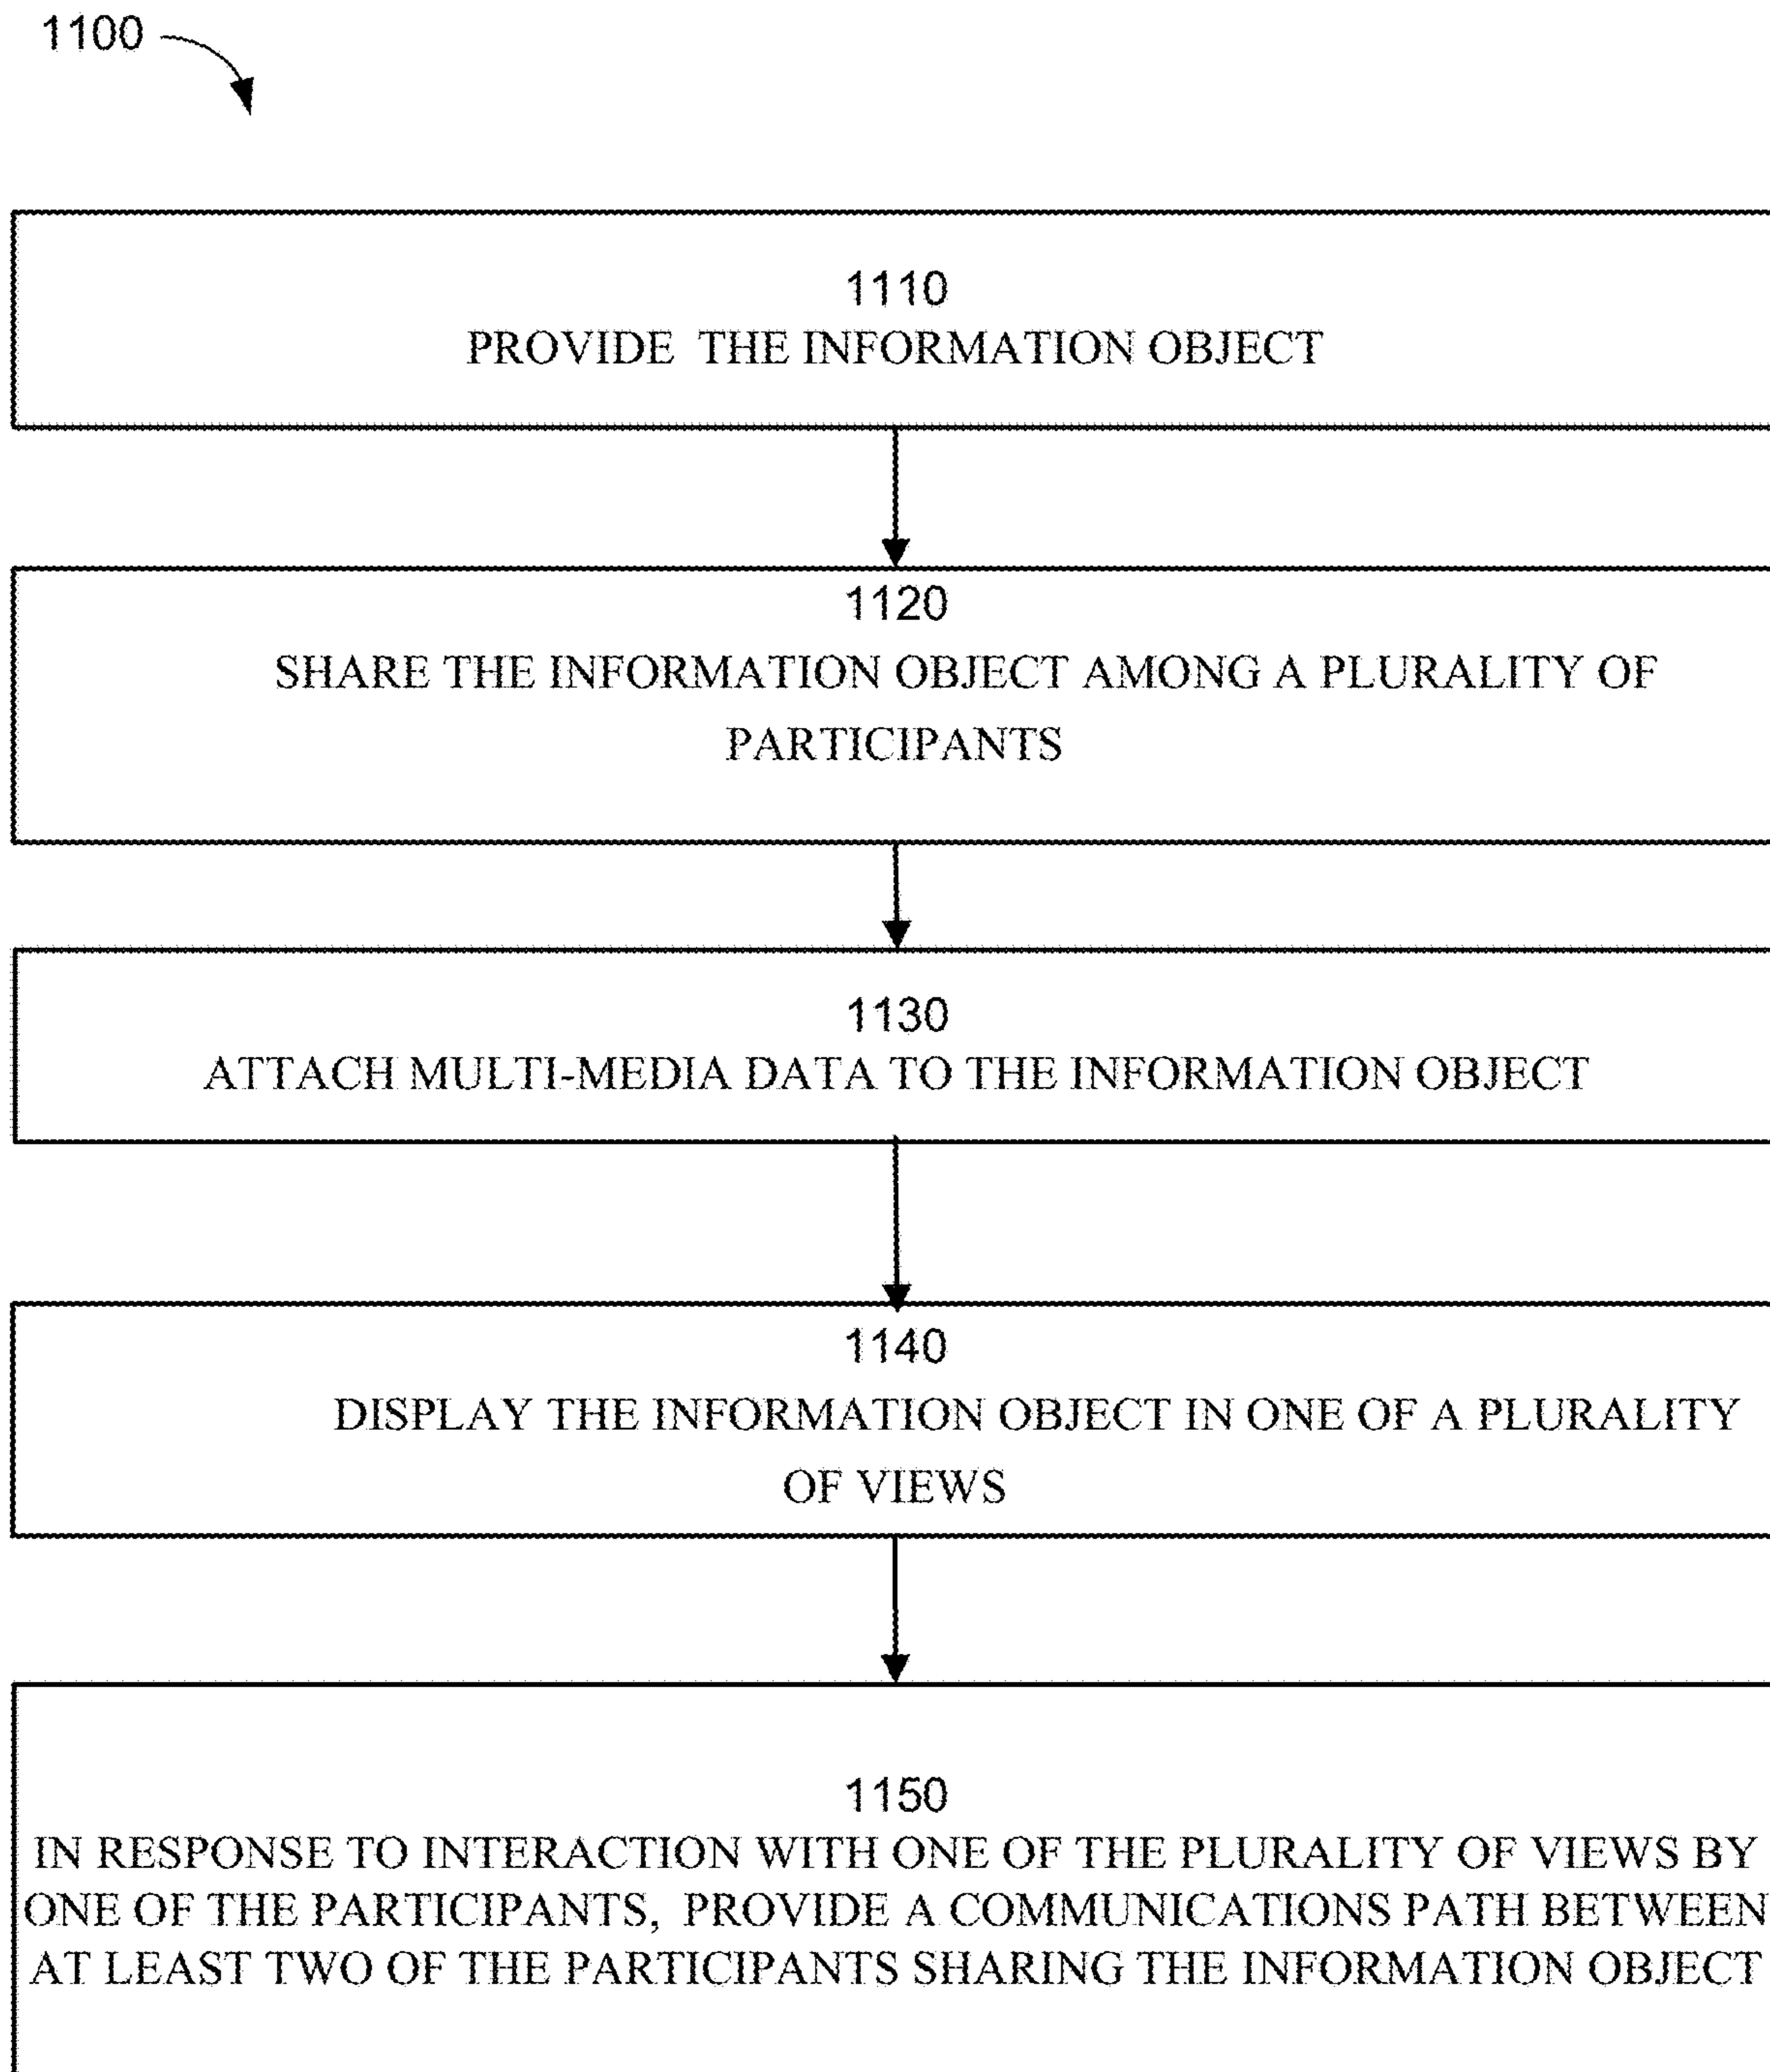 1100
1110
PROVIDE THE INFORMATION OBJECT
1120
SHARE THE INFORMATION OBJECT AMONG A PLURALITY OF
PARTICIPANTS
1130
ATTACH MULTI-MEDIA DATA TO THE INFORMATION OBJECT
1140
DISPLAY THE INFORMATION OBJECT IN ONE OF A PLURALITY
OF VIEWS
1150
IN RESPONSE TO INTERACTION WITH ONE OF THE PLURALITY OF VIEWS BY
ONE OF THE PARTICIPANTS, PROVIDE A COMMUNICATIONS PATH BETWEEN
AT LEAST TWO OF THE PARTICIPANTS SHARING THE INFORMATION OBJECT